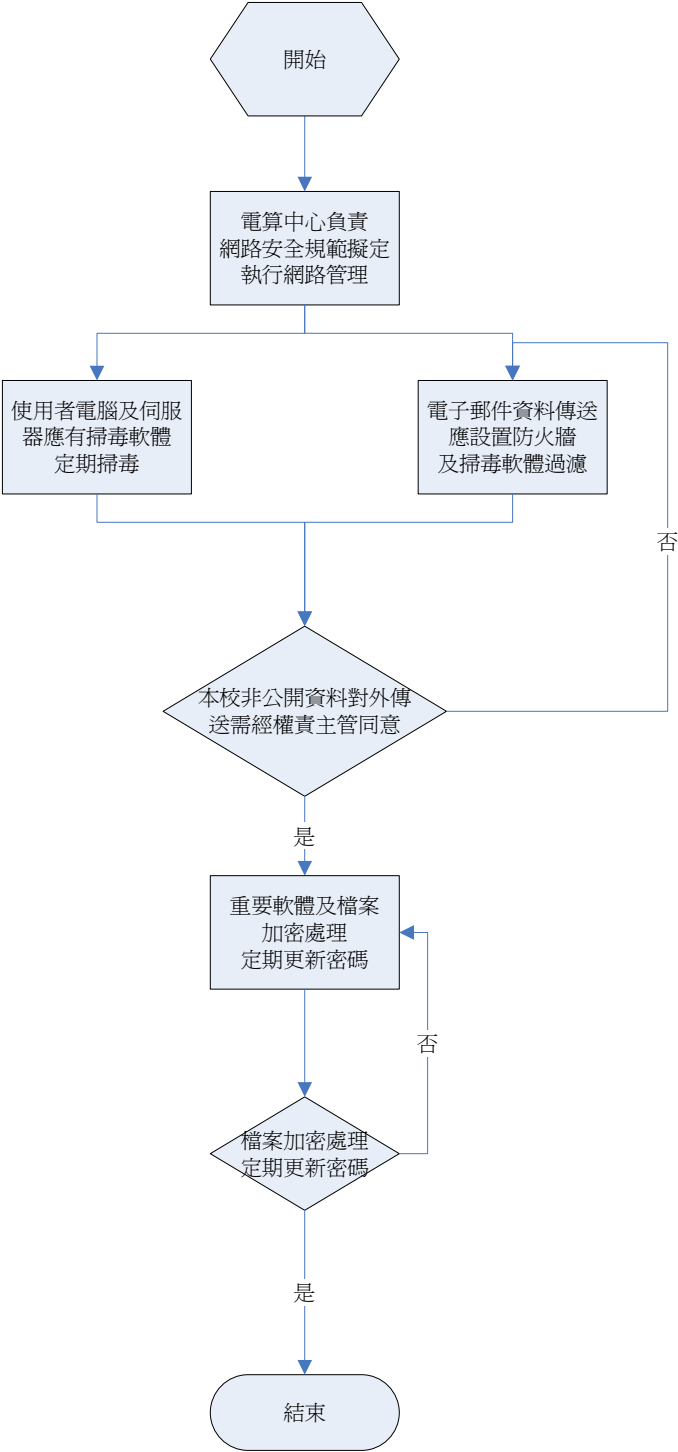 開始
電算中心負責
網路安全規範擬定
執行網路管理
使用者電腦及伺服
器應有掃毒軟體
定期掃毒
電子郵件資料傳送
應設置防火牆
及掃毒軟體過濾
否
本校非公開資料對外傳
送需經權責主管同意
是
重要軟體及檔案
加密處理
定期更新密碼
否
檔案加密處理
定期更新密碼
是
結束